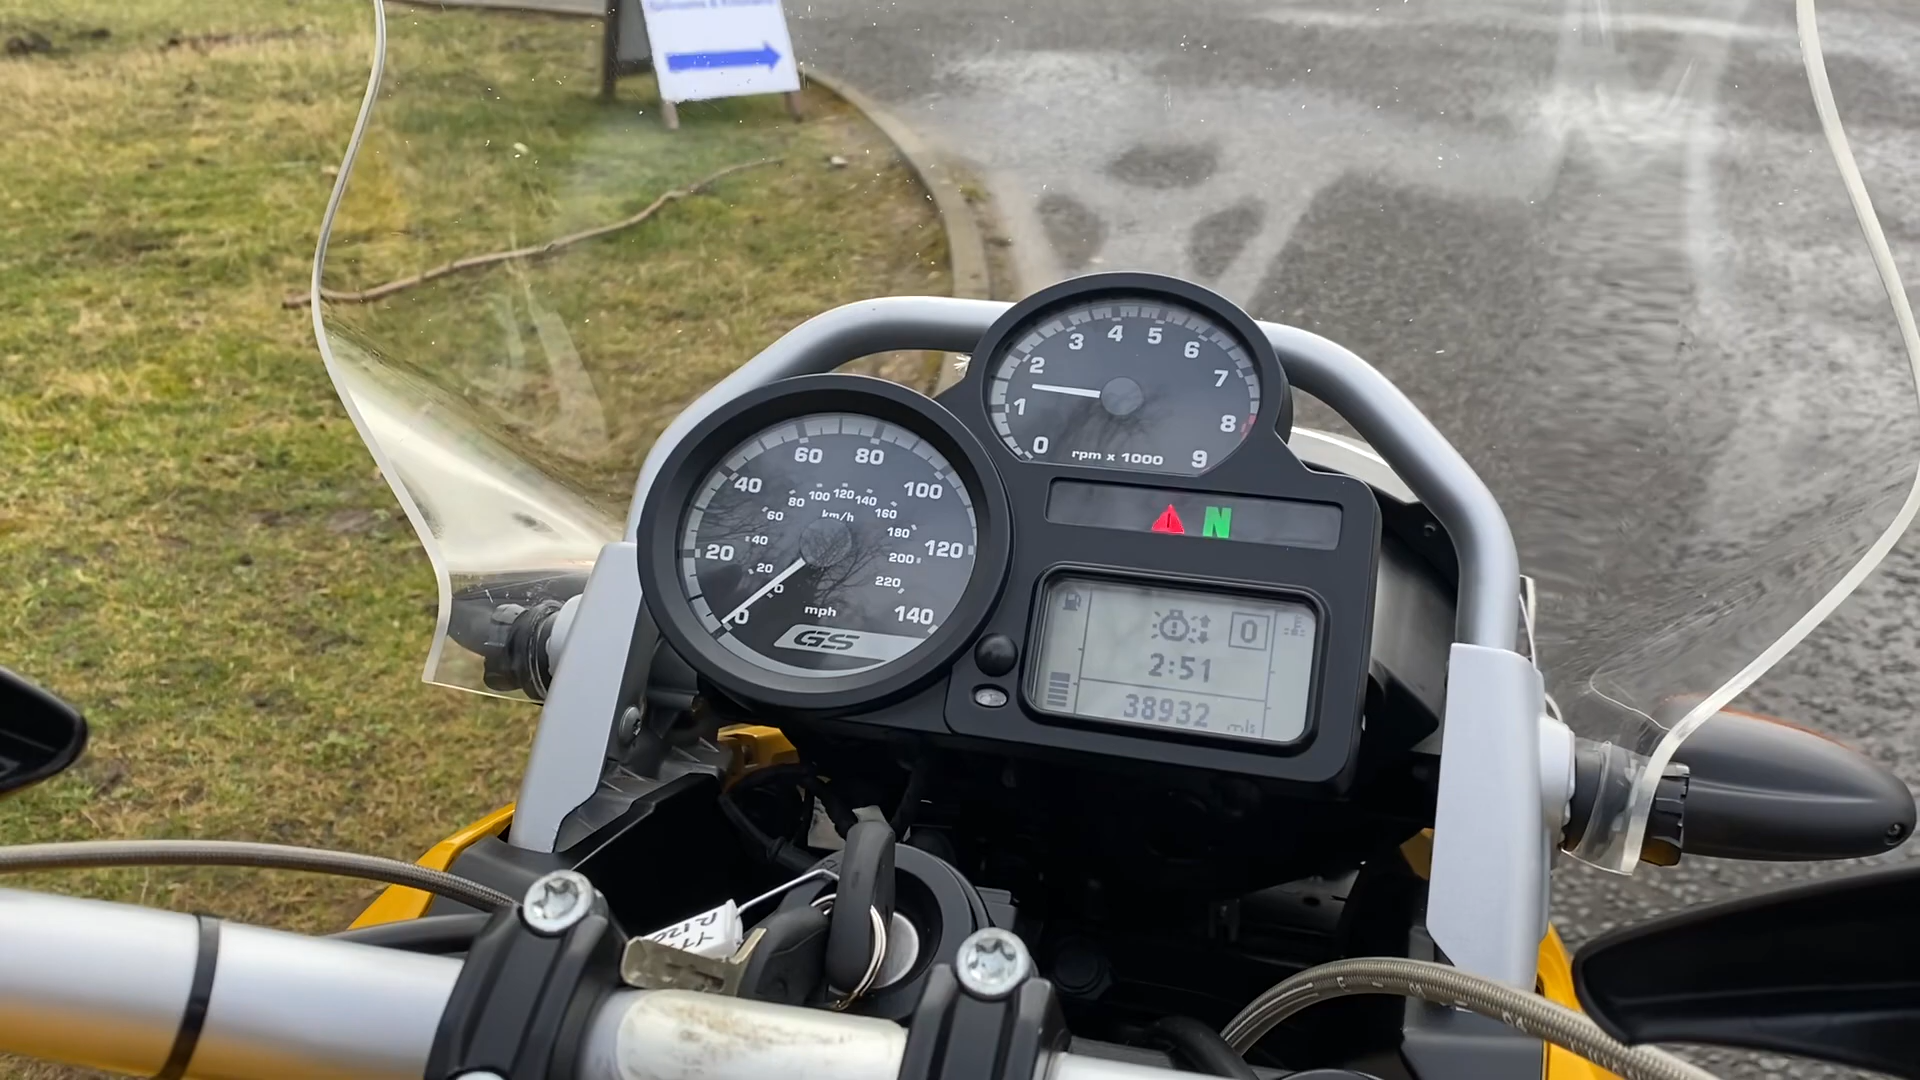 0 1 2 3 4 5 6 7 8 9
rpm x 1000
0 20 40 60 80 100 120 140
0 20 40 60 80 100 120 140 160 180 200 220
km/h
mph
GS
N
0
2:51
38932
mls